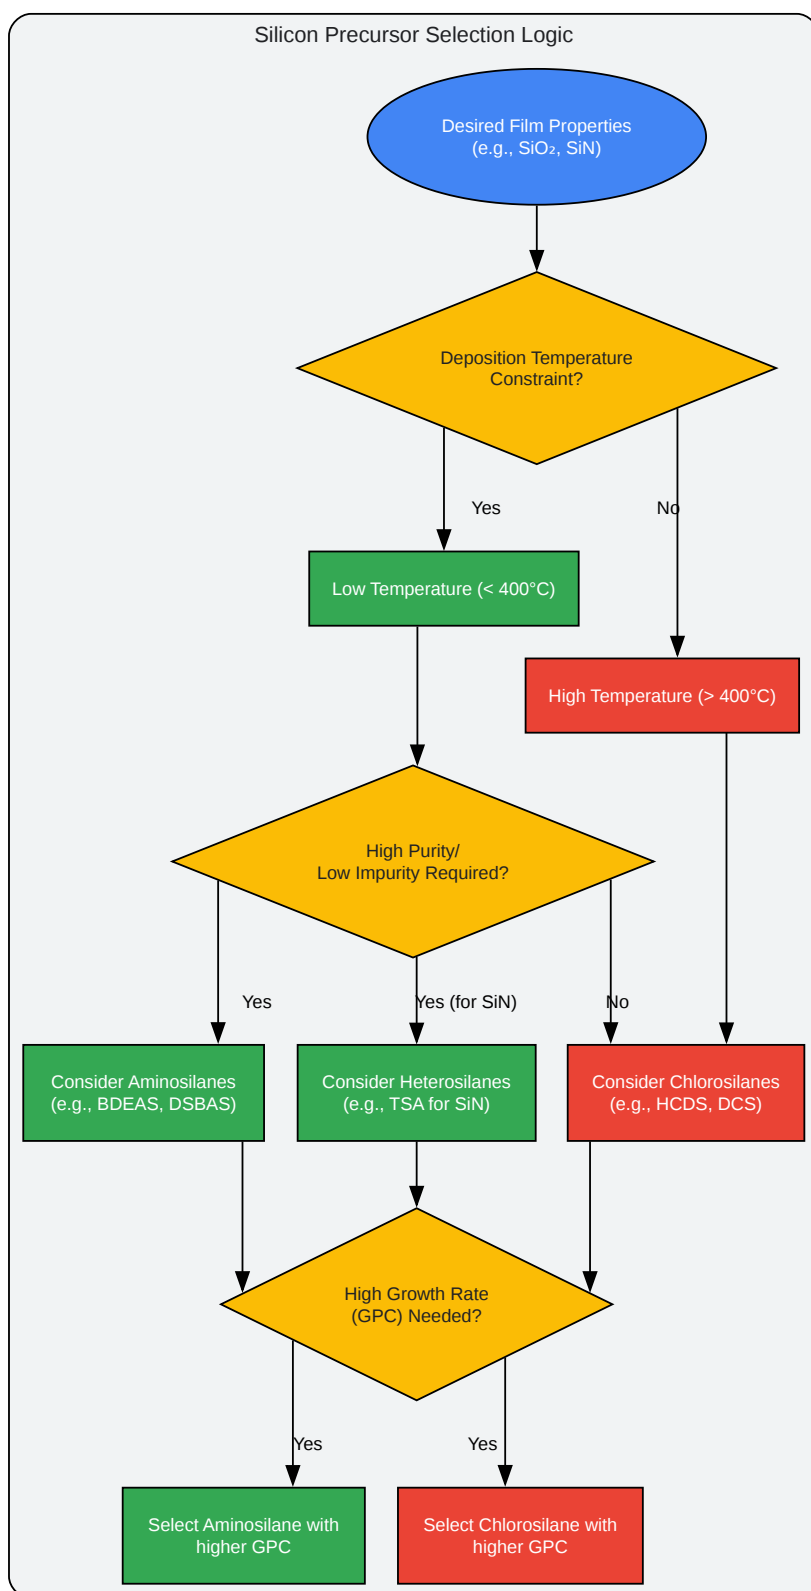 Silicon Precursor Selection Logic
Desired Film Properties
(e.g., SiO₂, SiN)
Deposition Temperature
Constraint?
Yes
No
Low Temperature (< 400°C)
High Temperature (> 400°C)
High Purity/
Low Impurity Required?
Yes
Yes (for SiN)
No
Consider Aminosilanes
(e.g., BDEAS, DSBAS)
Consider Heterosilanes
(e.g., TSA for SiN)
Consider Chlorosilanes
(e.g., HCDS, DCS)
High Growth Rate
(GPC) Needed?
Yes
Yes
Select Aminosilane with
higher GPC
Select Chlorosilane with
higher GPC